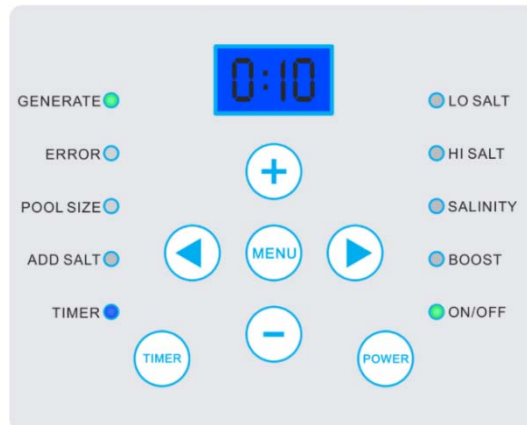 0:10
GENERATE
ERROR
POOL SIZE
ADD SALT
TIMER
LO SALT
HI SALT
SALINITY
BOOST
ON/OFF
+
MENU
-
TIMER
POWER